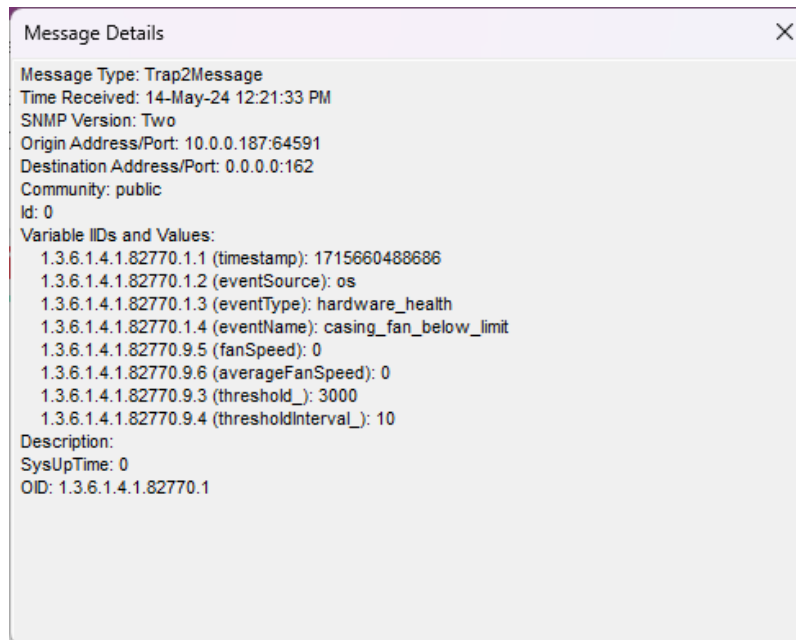 Message Details
Message Type: Trap2Message
Time Received: 14-May-24 12:21:33 PM
SNMP Version: Two
Origin Address/Port: 10.0.0.187:64591
Destination Address/Port: 0.0.0.0:162
Community: public
Id: 0
Variable IIDs and Values:
1.3.6.1.4.1.82770.1.1 (timestamp): 1715660488686
1.3.6.1.4.1.82770.1.2 (eventSource): os
1.3.6.1.4.1.82770.1.3 (eventType): hardware_health
1.3.6.1.4.1.82770.1.4 (eventName): casing_fan_below_limit
1.3.6.1.4.1.82770.9.5 (fanSpeed): 0
1.3.6.1.4.1.82770.9.6 (averageFanSpeed): 0
1.3.6.1.4.1.82770.9.3 (threshold_): 3000
1.3.6.1.4.1.82770.9.4 (thresholdInterval_): 10
Description:
SysUpTime: 0
OID: 1.3.6.1.4.1.82770.1